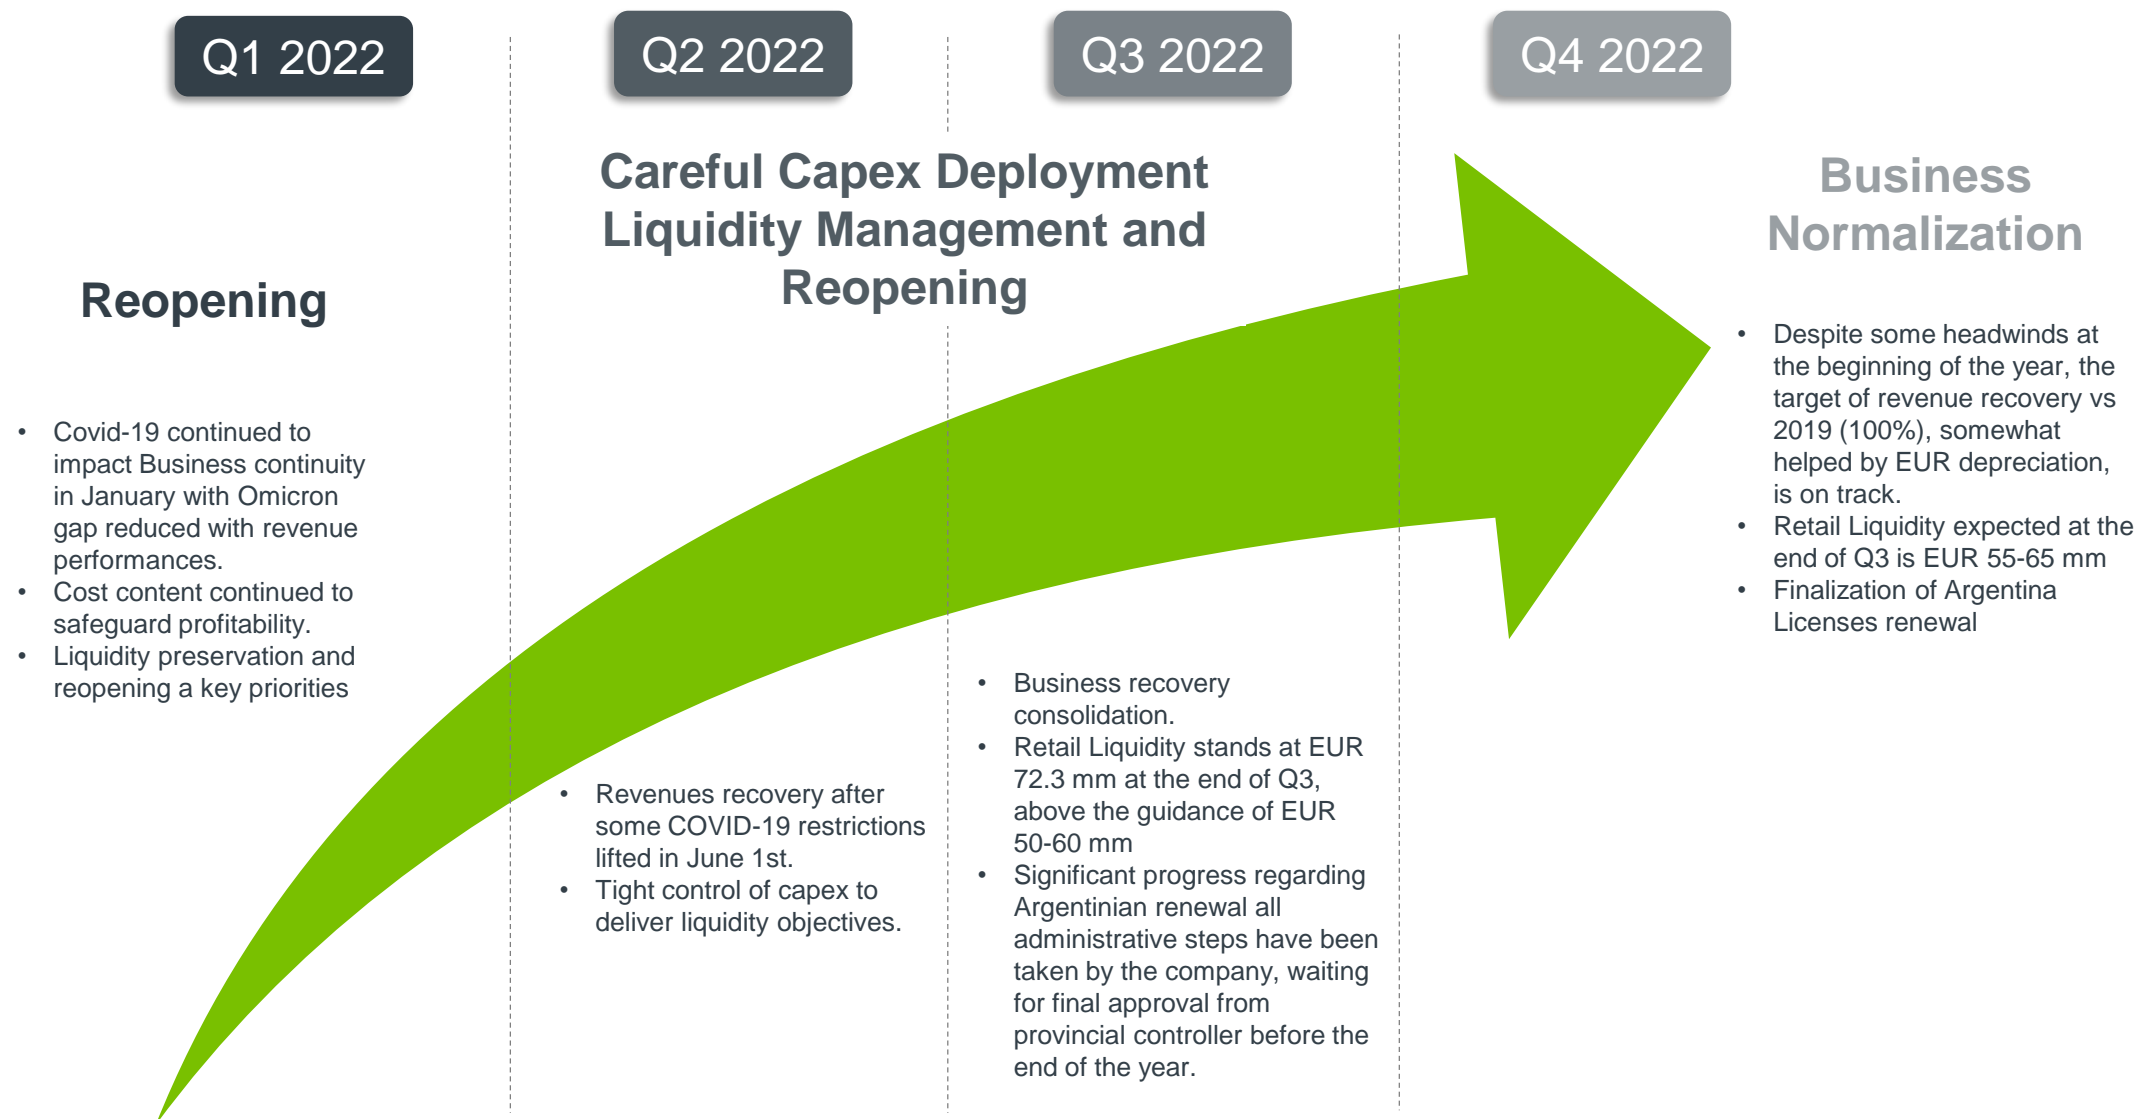 Q1 2022
Q2 2022
Q3 2022
Q4 2022
Reopening
• Covid-19 continued to
impact Business continuity
in January with Omicron
gap reduced with revenue
performances.
• Cost content continued to
safeguard profitability.
• Liquidity preservation and
reopening a key priorities
Careful Capex Deployment
Liquidity Management and
Reopening
• Revenues recovery after
some COVID-19 restrictions
lifted in June 1st.
• Tight control of capex to
deliver liquidity objectives.
• Business recovery
consolidation.
• Retail Liquidity stands at EUR
72.3 mm at the end of Q3,
above the guidance of EUR
50-60 mm
• Significant progress regarding
Argentinian renewal all
administrative steps have been
taken by the company, waiting
for final approval from
provincial controller before the
end of the year.
Business
Normalization
• Despite some headwinds at
the beginning of the year, the
target of revenue recovery vs
2019 (100%), somewhat
helped by EUR depreciation,
is on track.
• Retail Liquidity expected at the
end of Q3 is EUR 55-65 mm
• Finalization of Argentina
Licenses renewal